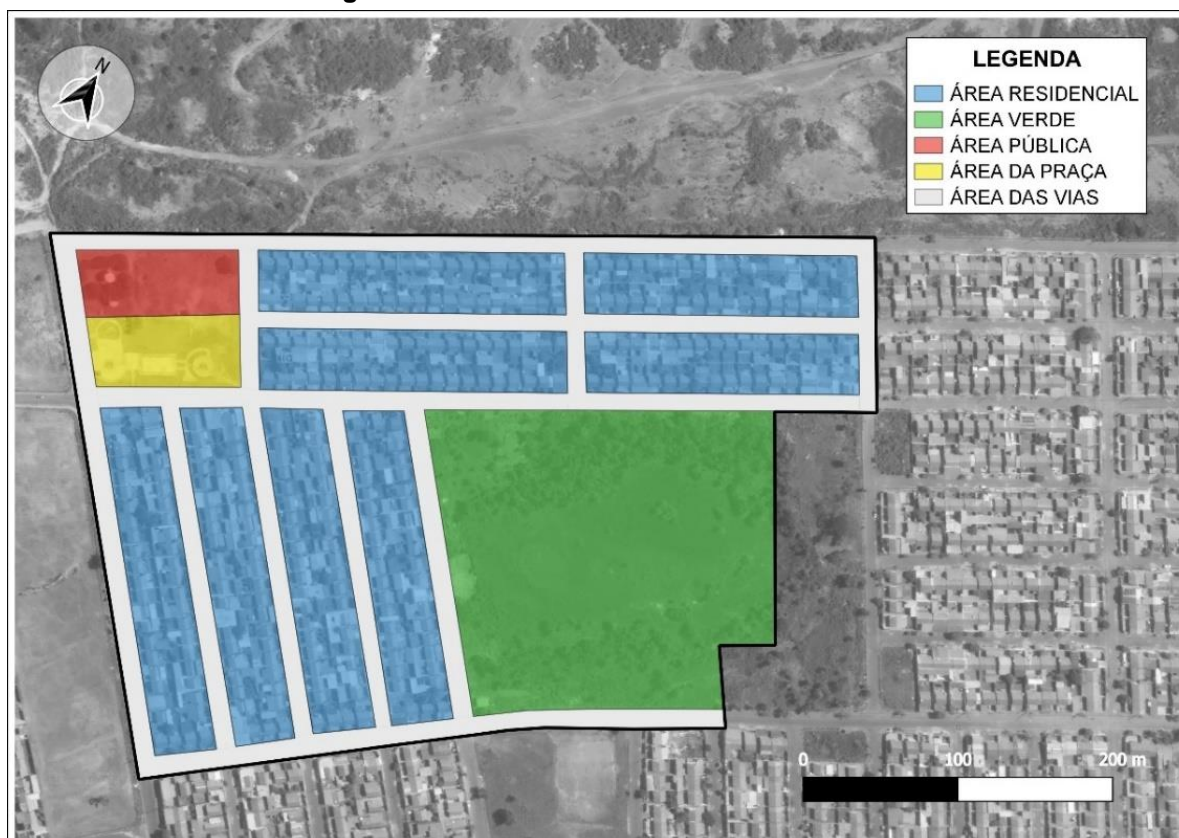 N
LEGENDA
ÁREA RESIDENCIAL
ÁREA VERDE
ÁREA PÚBLICA
ÁREA DA PRAÇA
ÁREA DAS VIAS
0 100 200 m